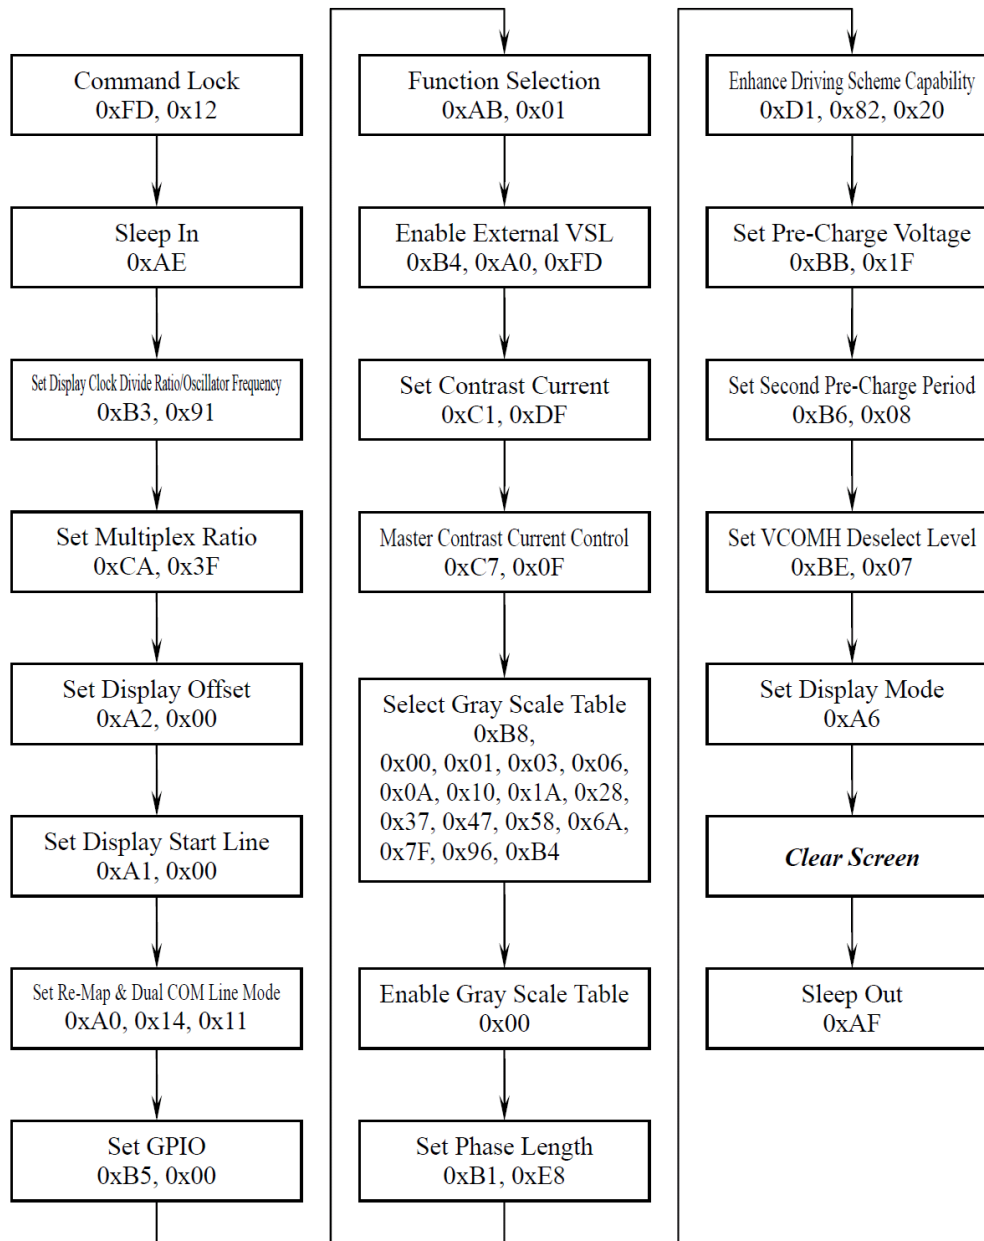 Command Lock
0xFD, 0x12
Sleep In
0xAE
Set Display Clock Divide Ratio/Oscillator Frequency
0xB3, 0x91
Set Multiplex Ratio
0xCA, 0x3F
Set Display Offset
0xA2, 0x00
Set Display Start Line
0xA1, 0x00
Set Re-Map & Dual COM Line Mode
0xA0, 0x14, 0x11
Set GPIO
0xB5, 0x00
Function Selection
0xAB, 0x01
Enable External VSL
0xB4, 0xA0, 0xFD
Set Contrast Current
0xC1, 0xDF
Master Contrast Current Control
0xC7, 0x0F
Select Gray Scale Table
0xB8,
0x00, 0x01, 0x03, 0x06,
0x0A, 0x10, 0x1A, 0x28,
0x37, 0x47, 0x58, 0x6A,
0x7F, 0x96, 0xB4
Enable Gray Scale Table
0x00
Set Phase Length
0xB1, 0xE8
Enhance Driving Scheme Capability
0xD1, 0x82, 0x20
Set Pre-Charge Voltage
0xBB, 0x1F
Set Second Pre-Charge Period
0xB6, 0x08
Set VCOMH Deselect Level
0xBE, 0x07
Set Display Mode
0xA6
Clear Screen
Sleep Out
0xAF